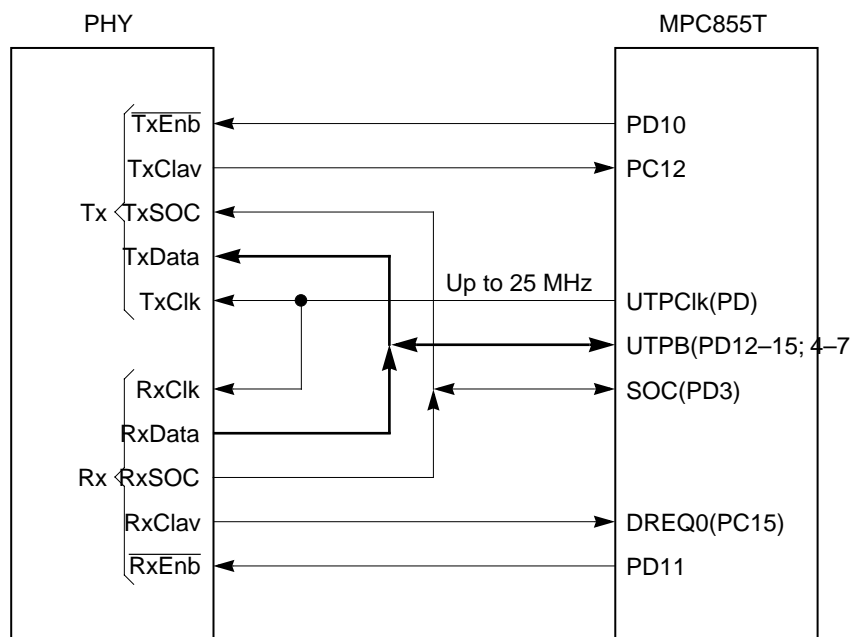 PHY
MPC855T
TxEnb
PD10
TxClav
PC12
Tx
TxSOC
TxData
Up to 25 MHz
TxClk
UTPClk(PD)
UTPB(PD12–15; 4–7
RxClk
SOC(PD3)
RxData
Rx
RxSOC
RxClav
DREQ0(PC15)
RxEnb
PD11